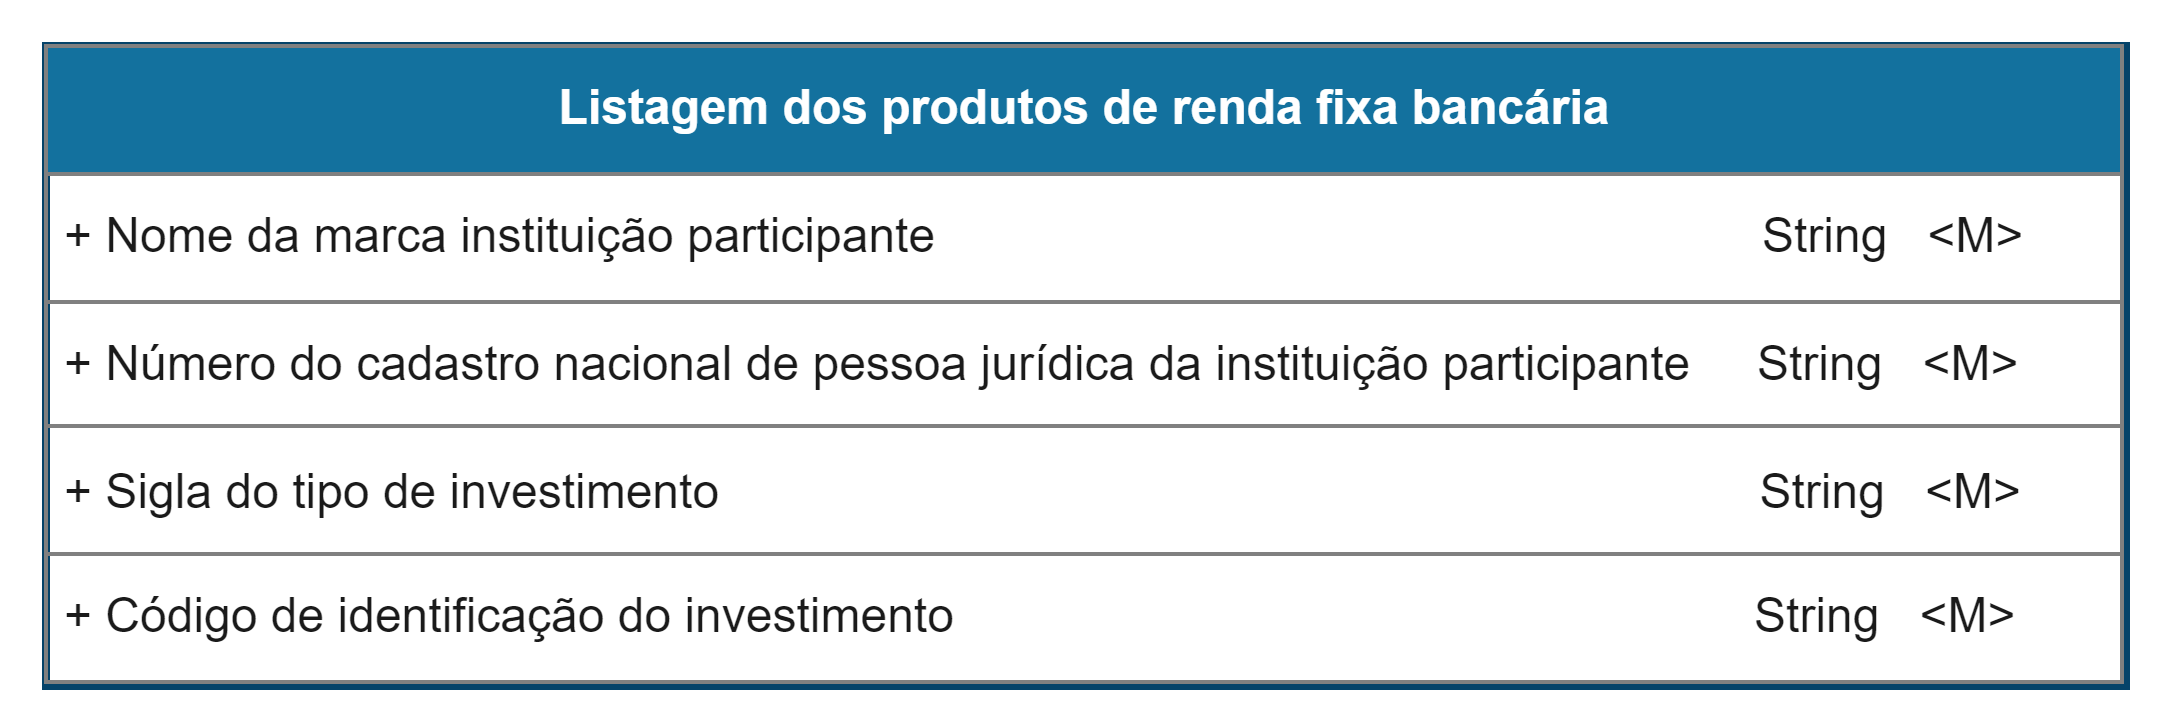 Listagem dos produtos de renda fixa bancária
+ Nome da marca instituição participante String <M>
+ Número do cadastro nacional de pessoa jurídica da instituição participante String <M>
+ Sigla do tipo de investimento String <M>
+ Código de identificação do investimento String <M>